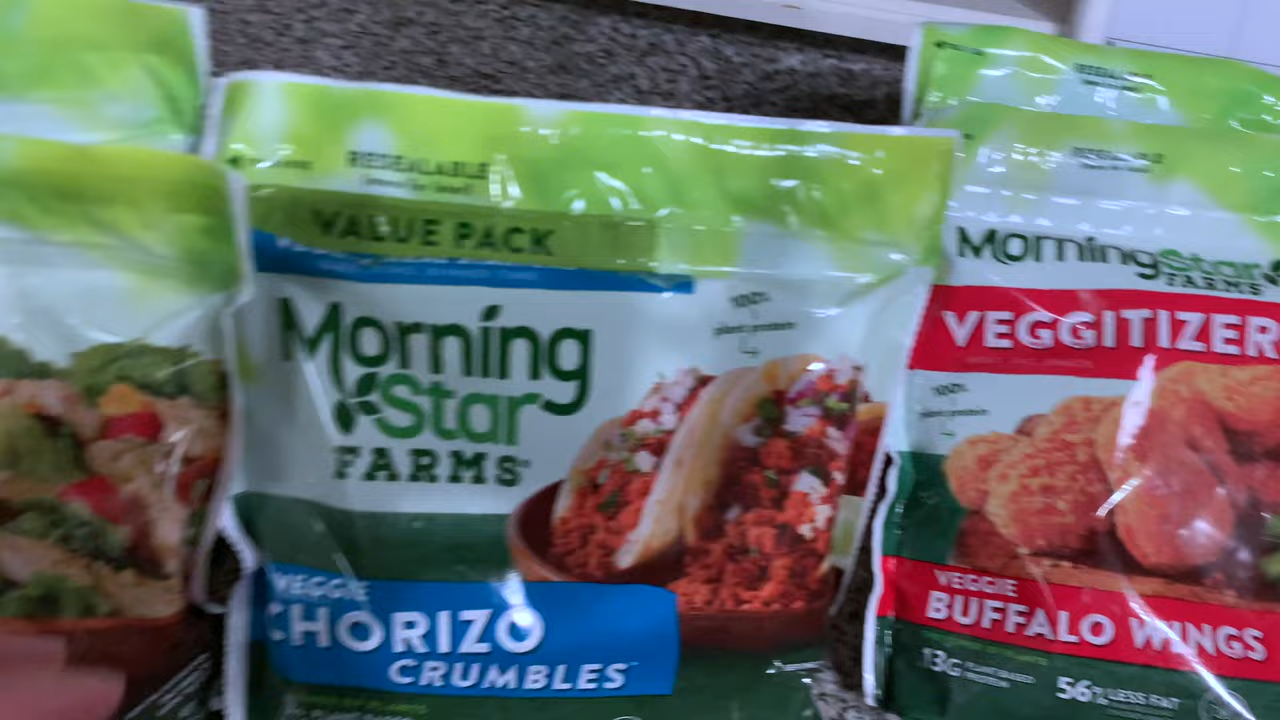 RESEALABLE
VALUE PACK
100%
plant protein
Morning
Star
FARMS
VEGGIE
CHORIZO
CRUMBLES
RESEALABLE
MorningStar
FARMS
VEGGITIZER
100%
plant protein
VEGGIE
BUFFALO WINGS
13G
PROTEIN
56% LESS FAT